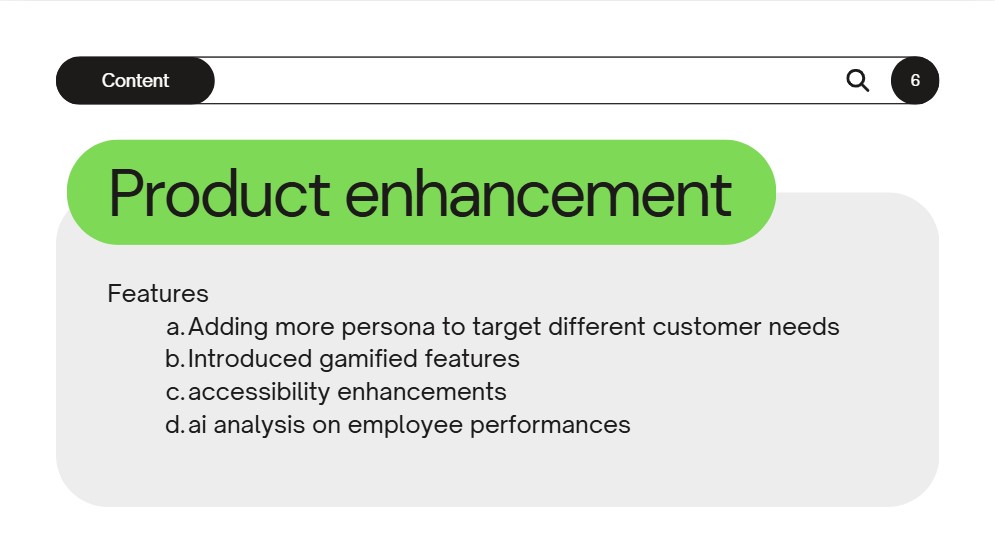 Content
6
Product enhancement
Features
a. Adding more persona to target different customer needs
b. Introduced gamified features
c. accessibility enhancements
d. ai analysis on employee performances